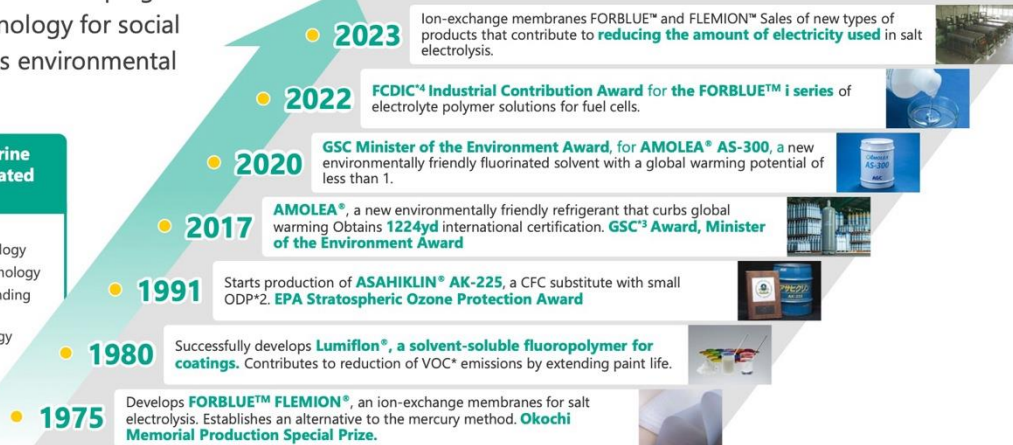 nology for social
s environmental
rine
ated
logy
nology
nding
gy
2023
Ion-exchange membranes FORBLUE™ and FLEMION™ Sales of new types of
products that contribute to reducing the amount of electricity used in salt
electrolysis.
2022
FCDIC*4 Industrial Contribution Award for the FORBLUE™ i series of
electrolyte polymer solutions for fuel cells.
2020
GSC Minister of the Environment Award, for AMOLEA® AS-300, a new
environmentally friendly fluorinated solvent with a global warming potential of
less than 1.
AMOLEA
AS-300
AGC
2017
AMOLEA®, a new environmentally friendly refrigerant that curbs global
warming Obtains 1224yd international certification. GSC*3 Award, Minister
of the Environment Award
1991
Starts production of ASAHIKLIN® AK-225, a CFC substitute with small
ODP*2. EPA Stratospheric Ozone Protection Award
1980
Successfully develops Lumiflon®, a solvent-soluble fluoropolymer for
coatings. Contributes to reduction of VOC* emissions by extending paint life.
1975
Develops FORBLUE™ FLEMION®, an ion-exchange membranes for salt
electrolysis. Establishes an alternative to the mercury method. Okochi
Memorial Production Special Prize.